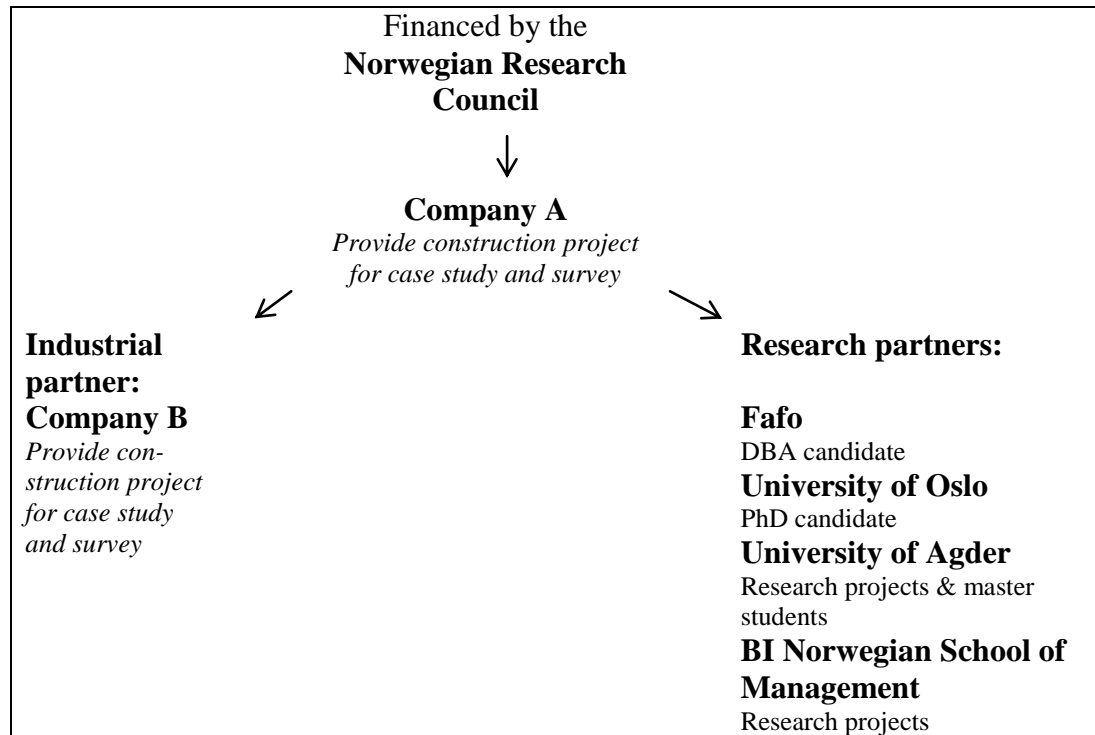 Financed by the
Norwegian Research
Council
Company A
Provide construction project
for case study and survey
Industrial
partner:
Company B
Provide con-
struction project
for case study
and survey
Research partners:
Fafo
DBA candidate
University of Oslo
PhD candidate
University of Agder
Research projects & master
students
BI Norwegian School of
Management
Research projects